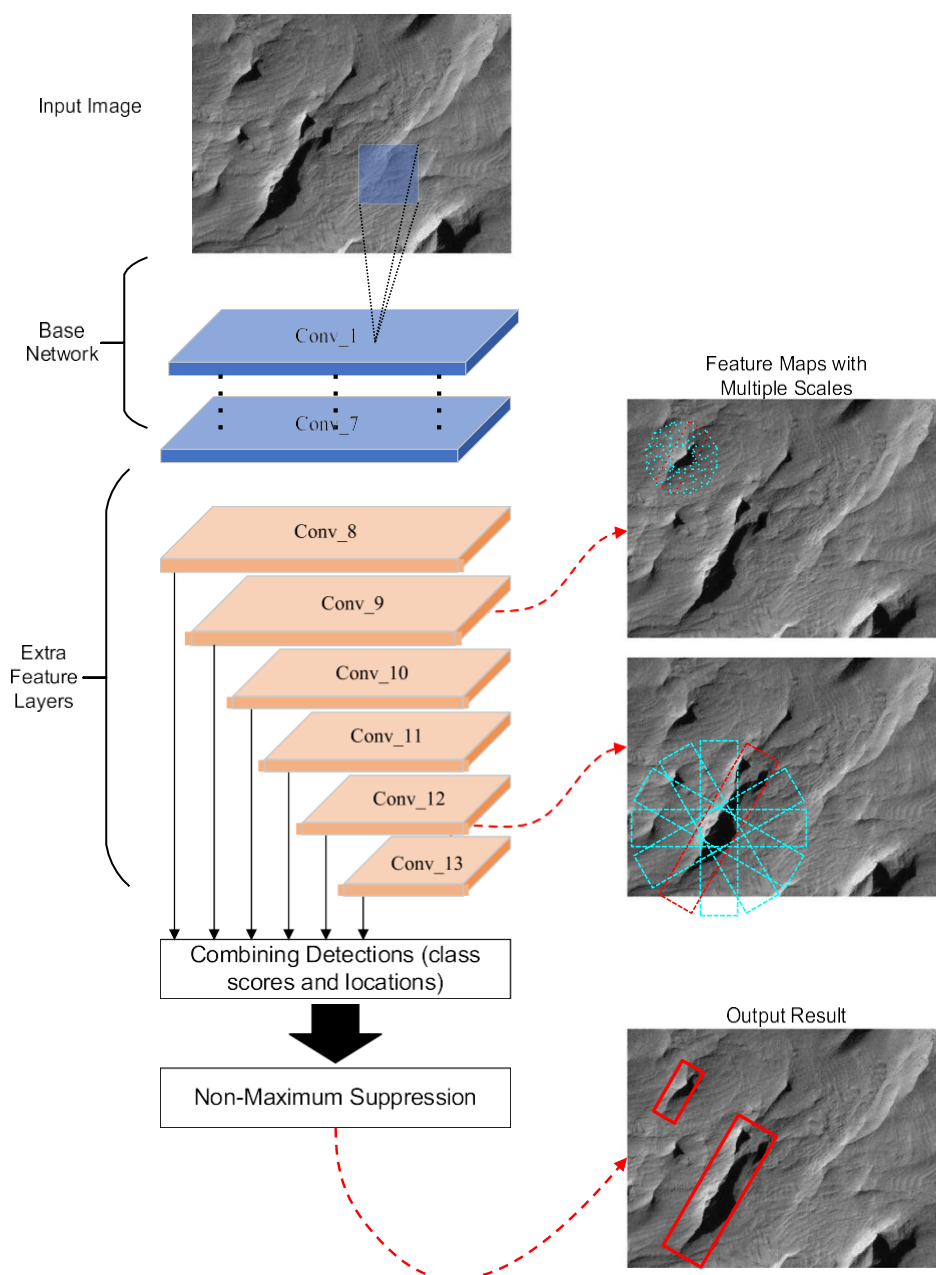 Input Image
Base
Network
Conv_1
Conv_7
Feature Maps with
Multiple Scales
Extra
Feature
Layers
Conv_8
Conv_9
Conv_10
Conv_11
Conv_12
Conv_13
Combining Detections (class
scores and locations)
Non-Maximum Suppression
Output Result